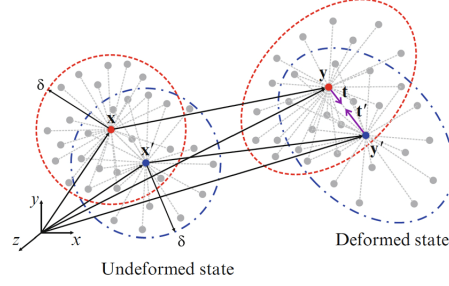 δ
x
x′
y
t
t′
y′
y
z
x
δ
Undeformed state
Deformed state